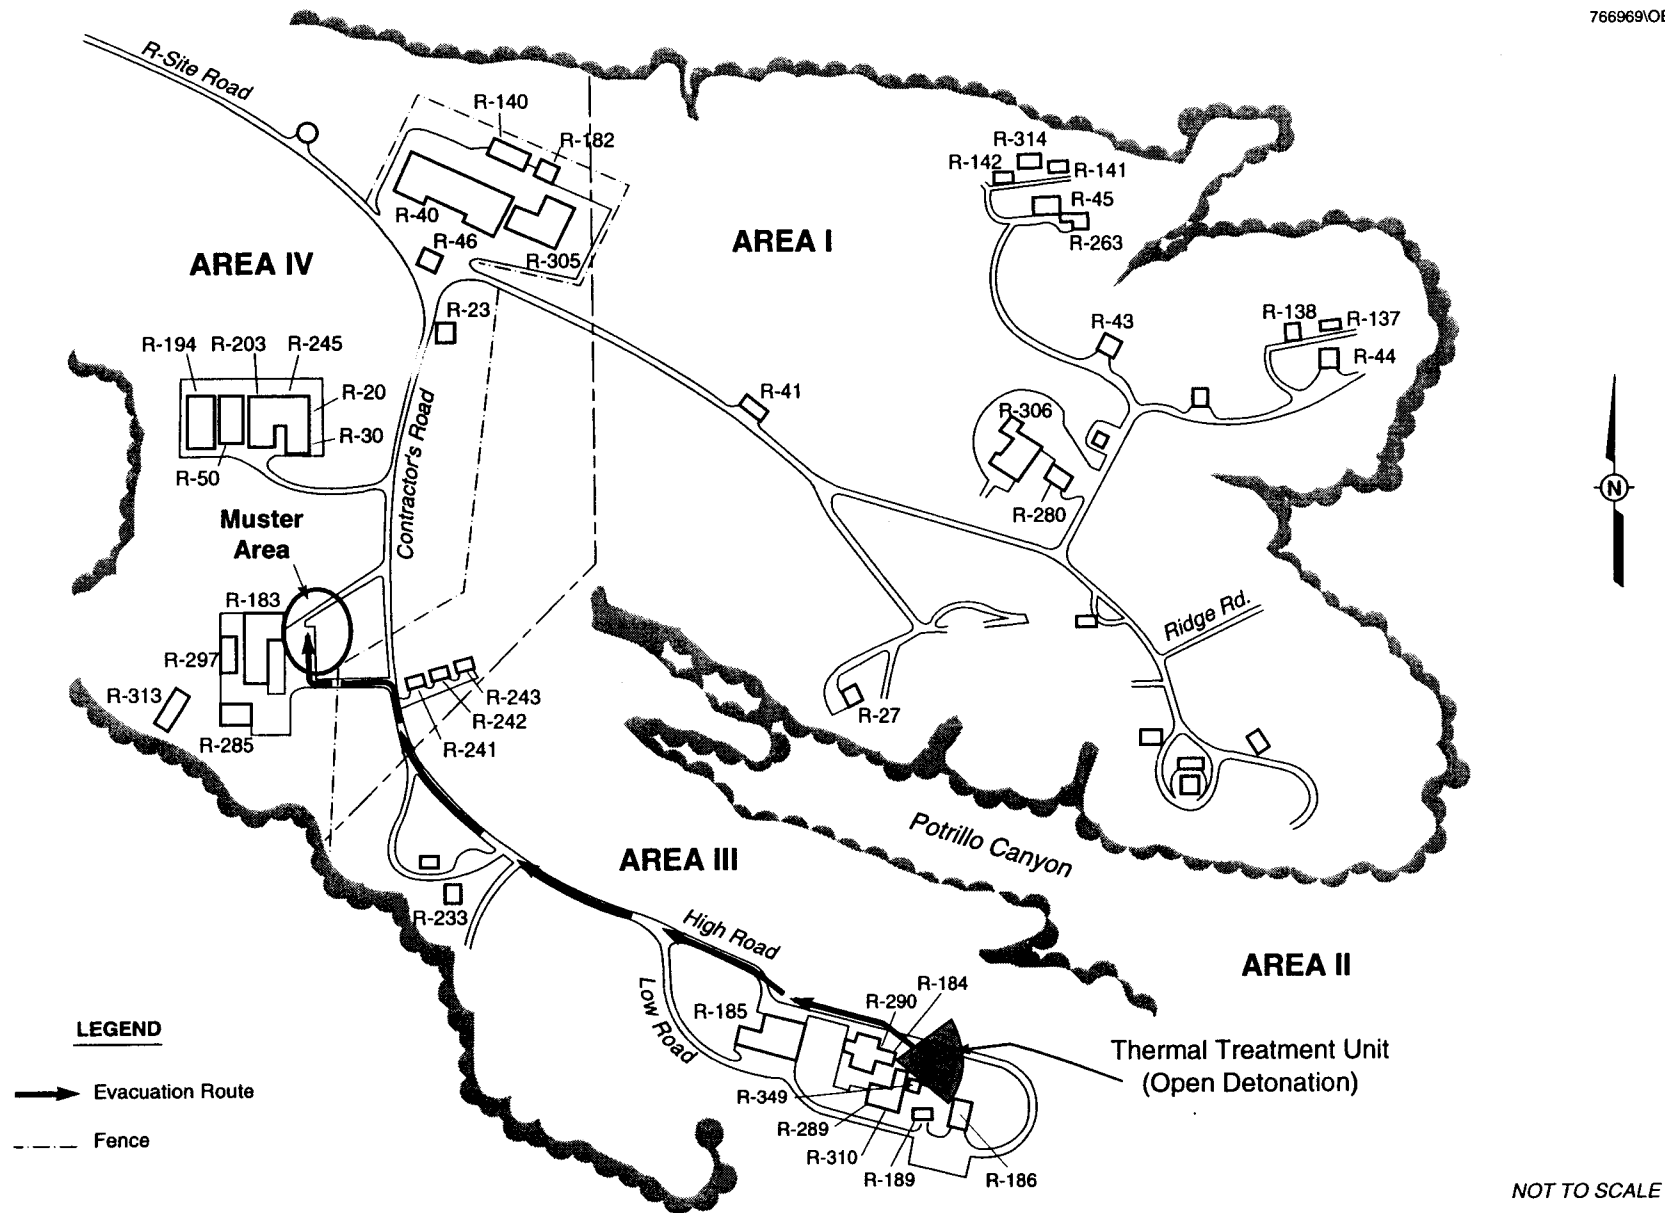 766969\OB
R-Site Road
R-140
R-182
R-40
R-46
R-305
AREA I
R-314
R-142
R-141
R-45
R-263
AREA IV
R-23
R-43
R-138
R-137
R-44
R-194
R-203
R-245
R-20
R-30
R-50
R-41
R-306
R-280
Contractor's Road
Muster
Area
N
R-183
R-297
R-313
R-285
R-243
R-242
R-241
Ridge Rd.
R-27
Potrillo Canyon
AREA III
R-233
High Road
Low Road
AREA II
R-184
R-290
R-185
Thermal Treatment Unit
(Open Detonation)
R-349
R-289
R-310
R-189
R-186
LEGEND
Evacuation Route
Fence
NOT TO SCALE